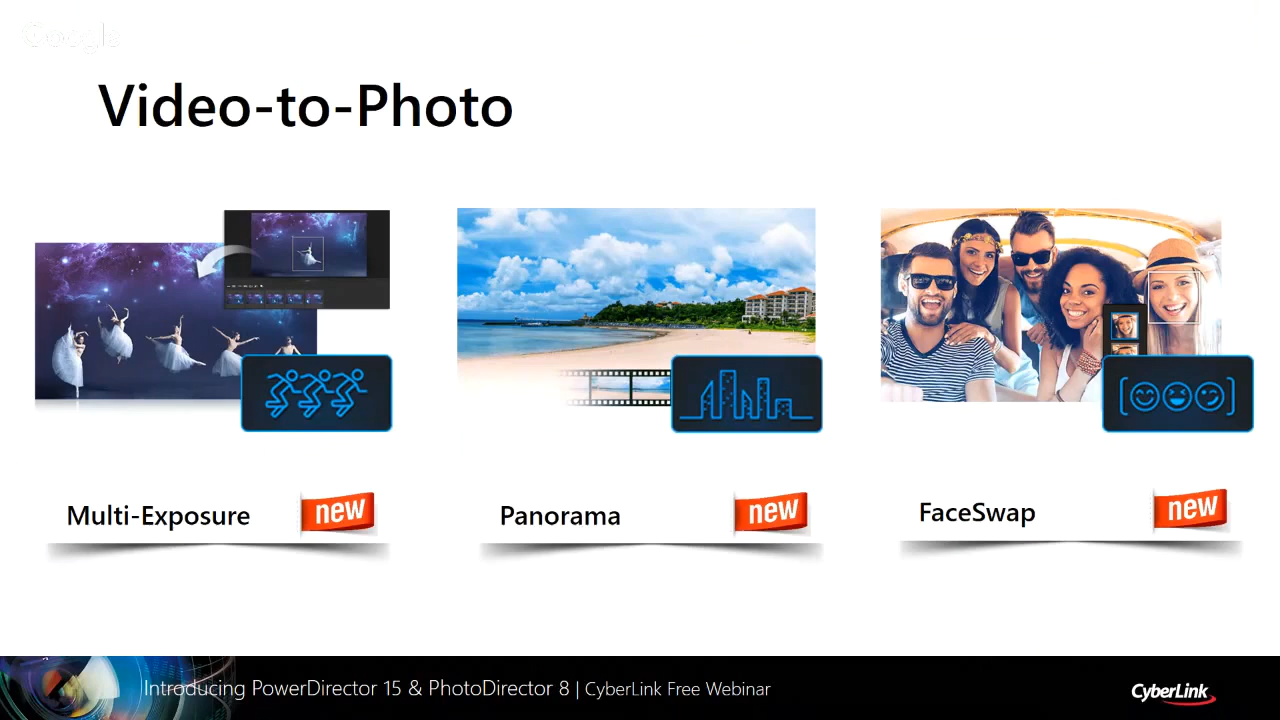 Google
Video-to-Photo
Multi-Exposure
new
Panorama
new
FaceSwap
new
Introducing PowerDirector 15 & PhotoDirector 8 | CyberLink Free Webinar
CyberLink